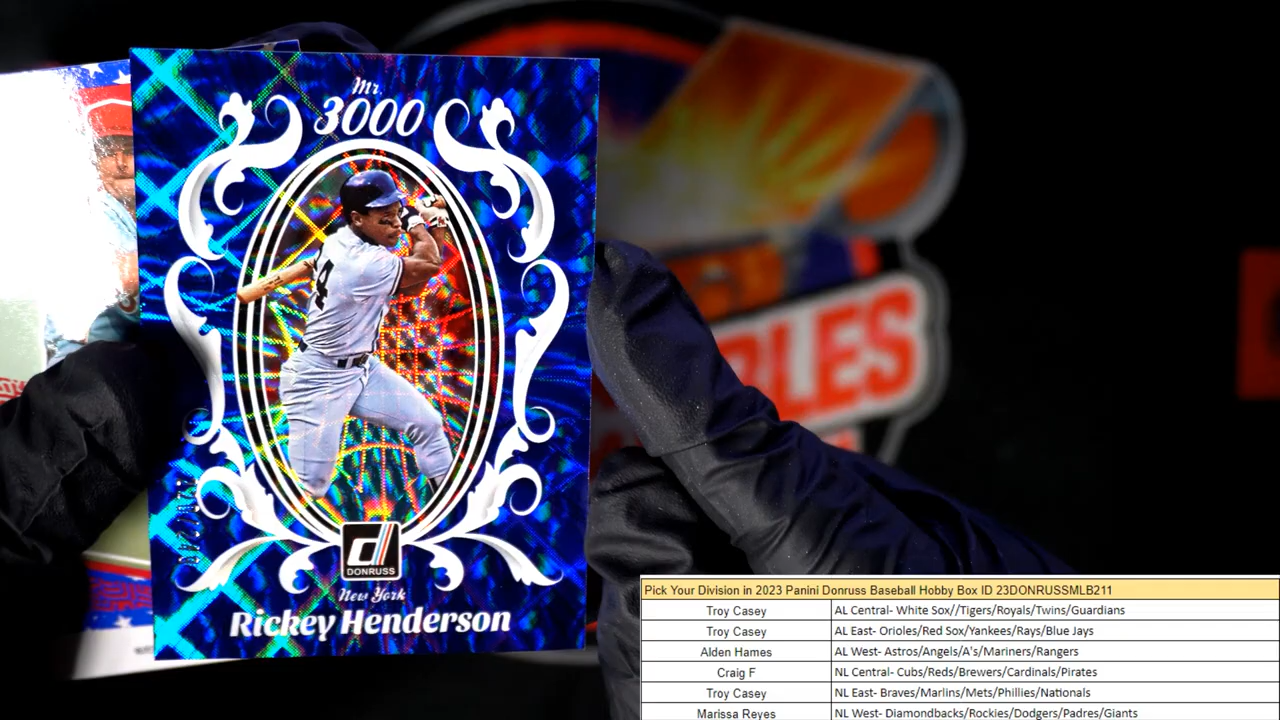 Mr.
3000
4
d
DONRUSS
New York
Rickey Henderson
Pick Your Division in 2023 Panini Donruss Baseball Hobby Box ID 23DONRUSSMLB211
Troy Casey AL Central- White Sox//Tigers/Royals/Twins/Guardians
Troy Casey AL East- Orioles/Red Sox/Yankees/Rays/Blue Jays
Alden Hames AL West- Astros/Angels/A's/Mariners/Rangers
Craig F NL Central- Cubs/Reds/Brewers/Cardinals/Pirates
Troy Casey NL East- Braves/Marlins/Mets/Phillies/Nationals
Marissa Reyes NL West- Diamondbacks/Rockies/Dodgers/Padres/Giants